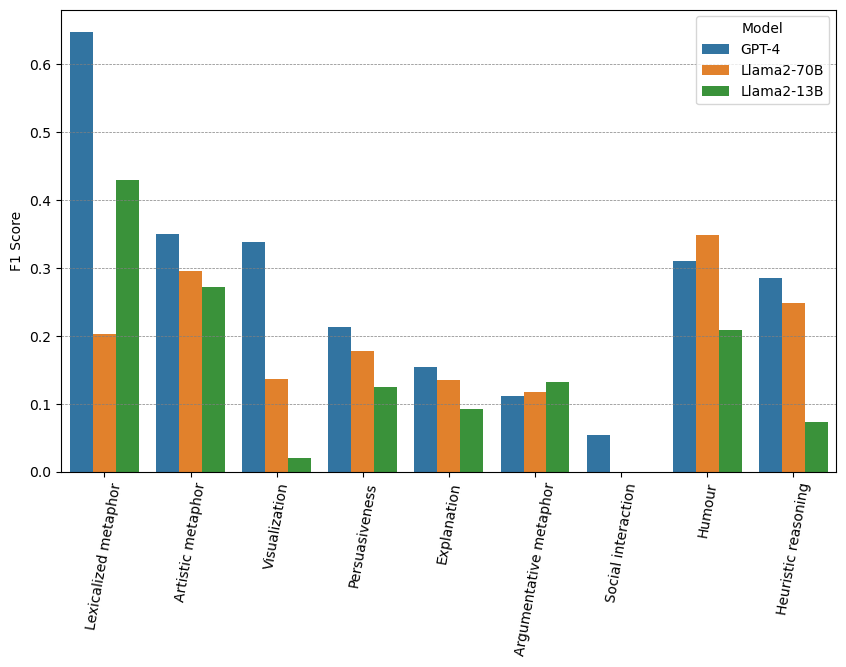 Model
GPT-4
Llama2-70B
Llama2-13B
F1 Score
0.6
0.5
0.4
0.3
0.2
0.1
0.0
Lexicalized metaphor
Artistic metaphor
Visualization
Persuasiveness
Explanation
Argumentative metaphor
Social interaction
Humour
Heuristic reasoning